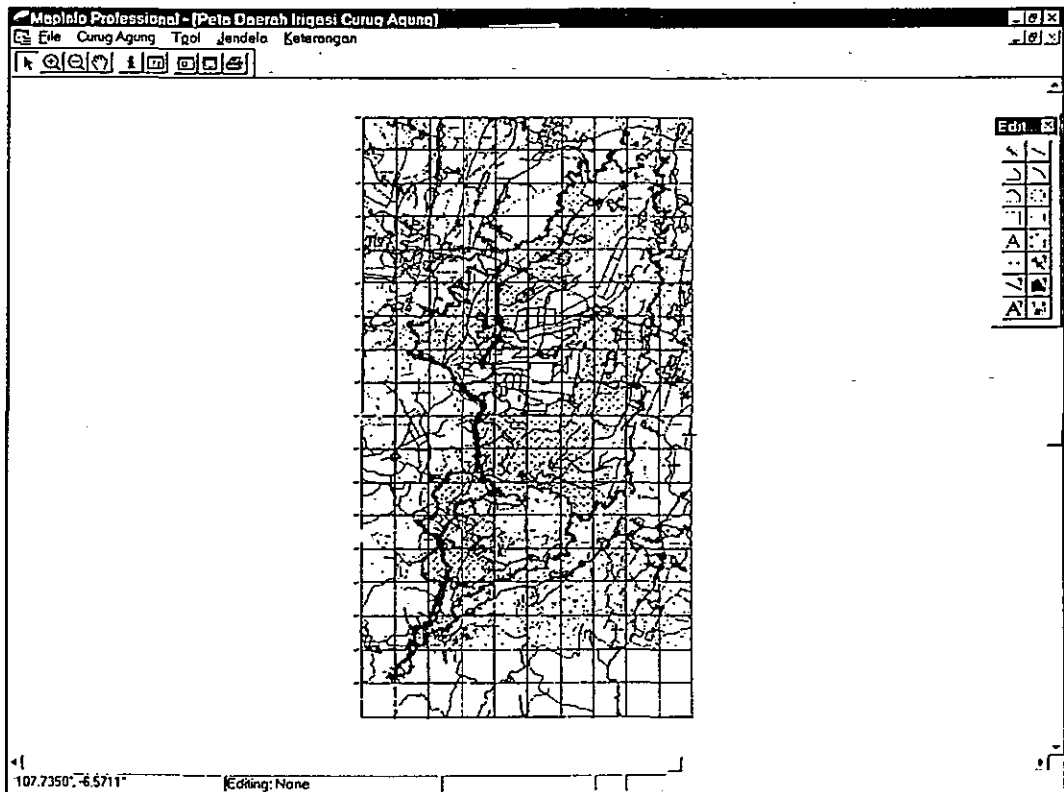 MapInfo Professional - [Peta Daerah Irigasi Curug Agung]
File Curug Agung Tool Jendela Keterangan
Edit...
A
A
107.7350°, -6.5711°
Editing: None